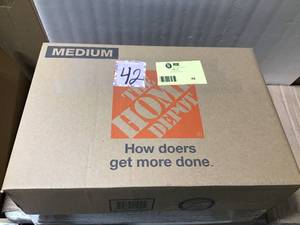 MEDIUM
42
THE
HOME
DEPOT
How doers
get more done.